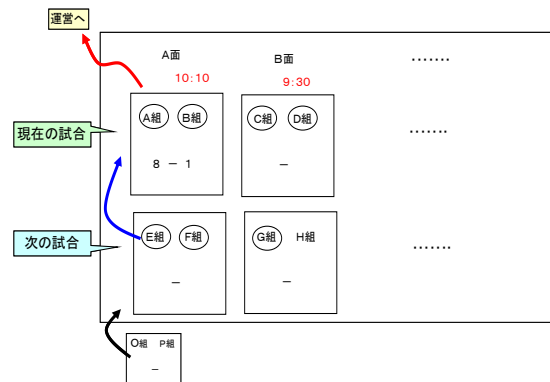 運営へ
A面
B面
…….
10:10
9:30
現在の試合
A組 B組
C組 D組
…….
8 － 1
－
次の試合
E組 F組
G組 H組
…….
－
－
O組 P組
－